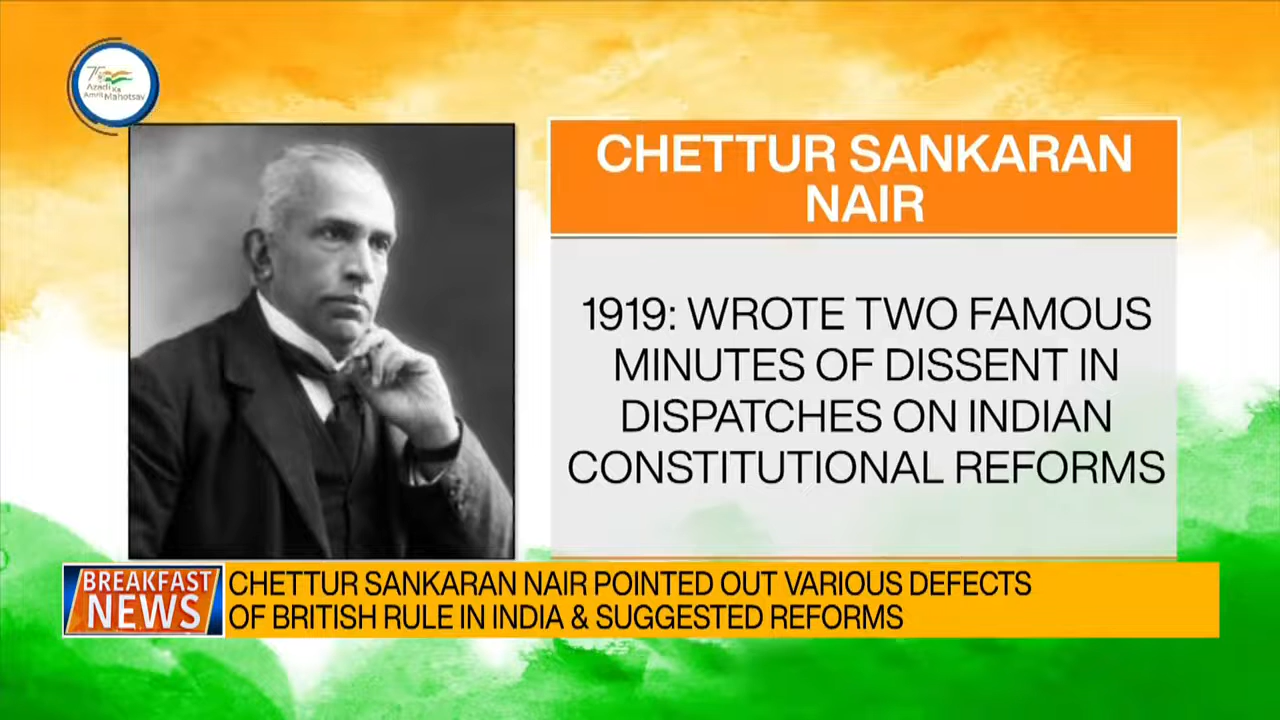 75
Azadi Ka
Amrit Mahotsav
CHETTUR SANKARAN
NAIR
1919: WROTE TWO FAMOUS
MINUTES OF DISSENT IN
DISPATCHES ON INDIAN
CONSTITUTIONAL REFORMS
BREAKFAST
NEWS
CHETTUR SANKARAN NAIR POINTED OUT VARIOUS DEFECTS
OF BRITISH RULE IN INDIA & SUGGESTED REFORMS